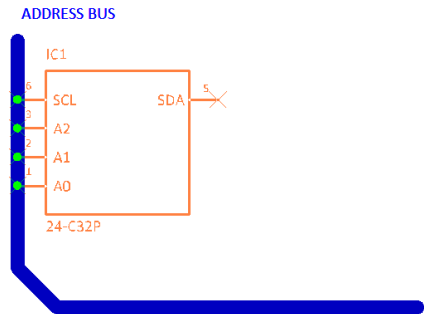 ADDRESS BUS
IC1
6 SCL SDA 5
3 A2
2 A1
1 A0
24-C32P